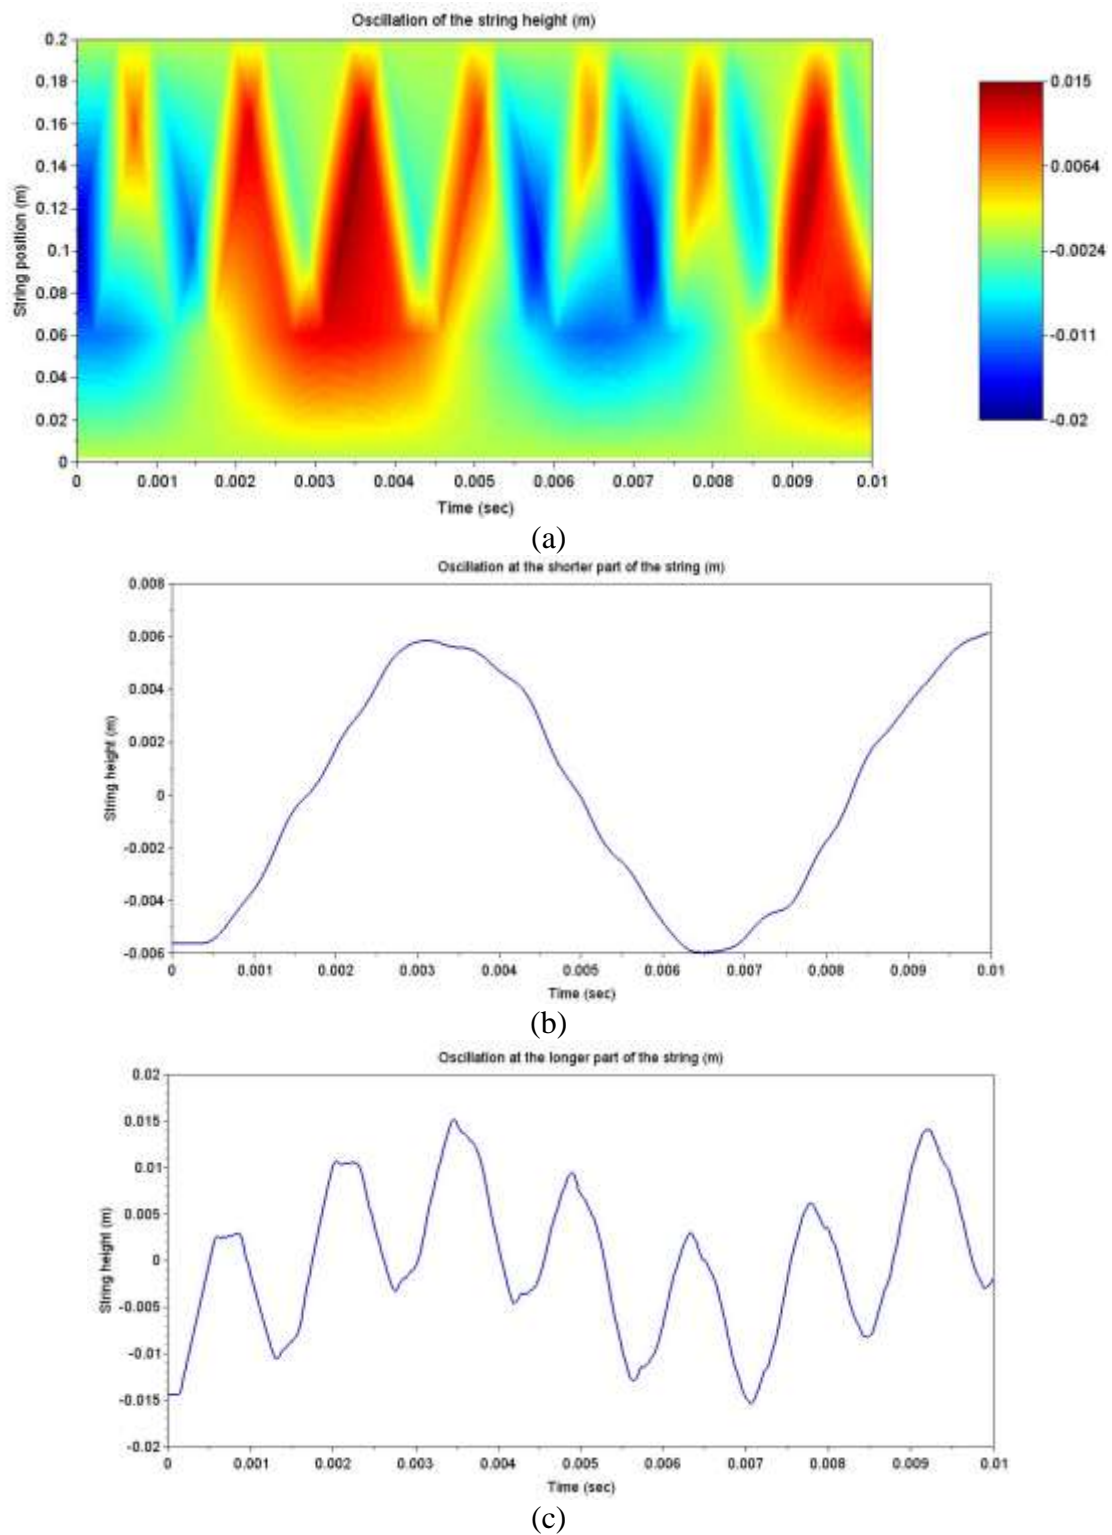 Oscillation of the string height (m)
0.2
0.18
0.16
0.14
0.12
0.1
0.08
0.06
0.04
0.02
0
String position (m)
0 0.001 0.002 0.003 0.004 0.005 0.006 0.007 0.008 0.009 0.01
Time (sec)
0.015
0.0064
-0.0024
-0.011
-0.02
(a)
Oscillation at the shorter part of the string (m)
0.008
0.006
0.004
0.002
0
-0.002
-0.004
-0.006
String height (m)
0 0.001 0.002 0.003 0.004 0.005 0.006 0.007 0.008 0.009 0.01
Time (sec)
(b)
Oscillation at the longer part of the string (m)
0.02
0.015
0.01
0.005
0
-0.005
-0.01
-0.015
-0.02
String height (m)
0 0.001 0.002 0.003 0.004 0.005 0.006 0.007 0.008 0.009 0.01
Time (sec)
(c)